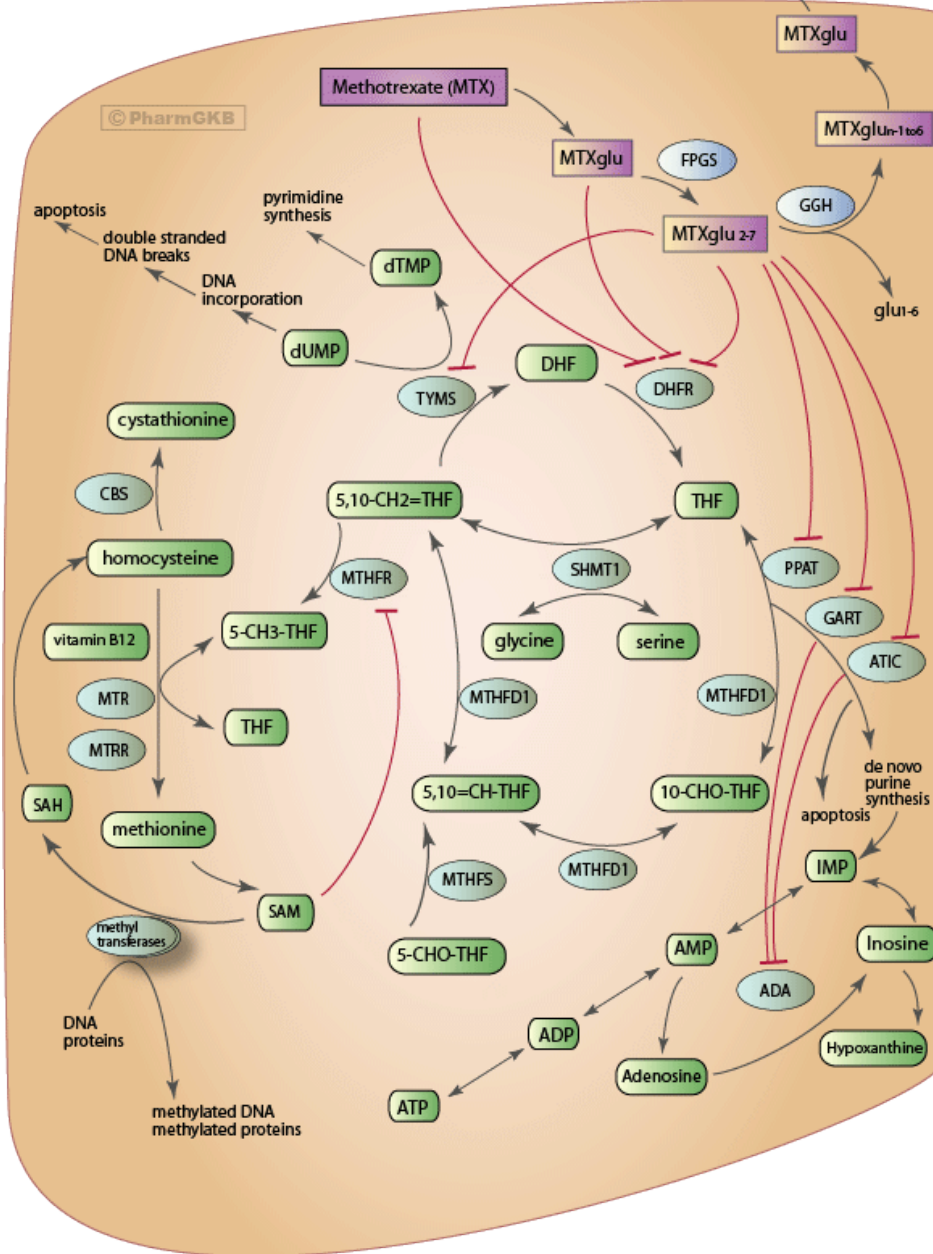 MTXglu
Methotrexate (MTX)
©PharmGKB
MTXglun-1to6
MTXglu
FPGS
GGH
pyrimidine
synthesis
apoptosis
double stranded
DNA breaks
MTXglu 2-7
dTMP
DNA
incorporation
glu1-6
dUMP
DHF
TYMS
DHFR
cystathionine
CBS
5,10-CH2=THF
THF
homocysteine
SHMT1
PPAT
MTHFR
GART
vitamin B12
5-CH3-THF
glycine
serine
ATIC
MTR
MTHFD1
MTHFD1
THF
MTRR
de novo
purine
synthesis
SAH
5,10=CH-THF
10-CHO-THF
apoptosis
methionine
MTHFS
MTHFD1
IMP
SAM
methyl
transferases
5-CHO-THF
AMP
Inosine
ADA
DNA
proteins
ADP
Hypoxanthine
Adenosine
ATP
methylated DNA
methylated proteins